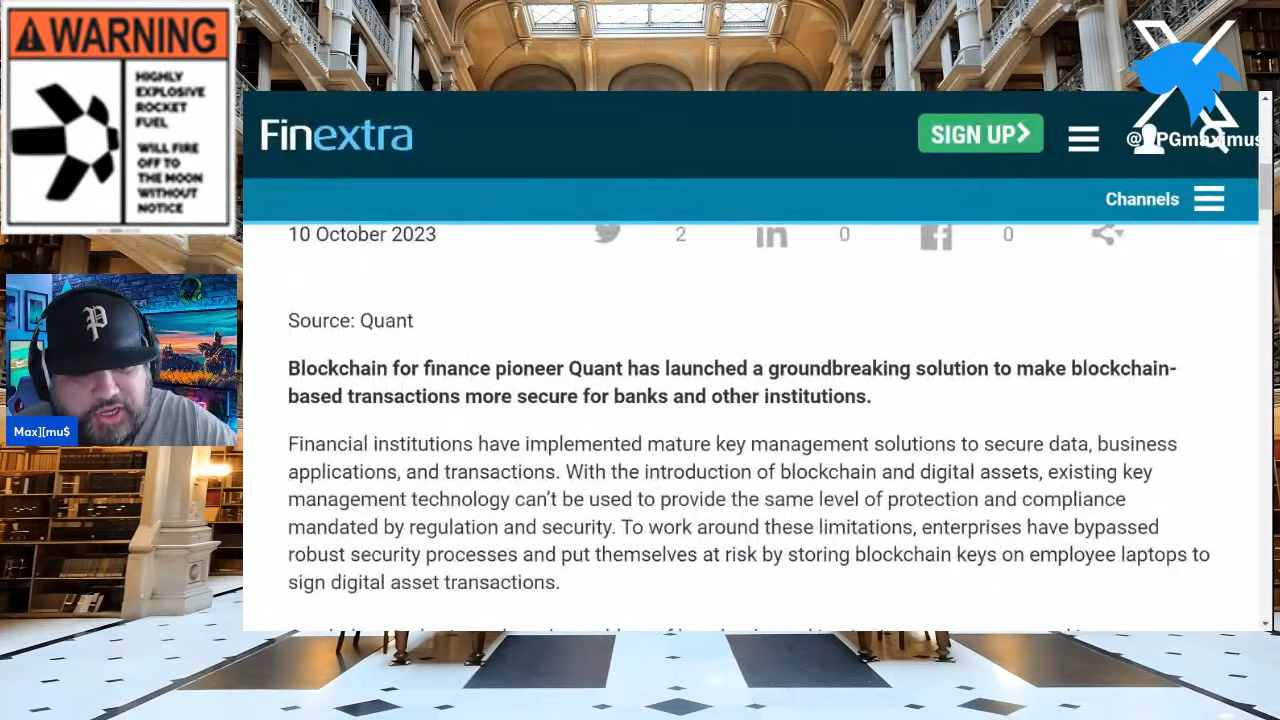 WARNING
HIGHLY
EXPLOSIVE
ROCKET
FUEL
WILL FIRE
OFF TO
THE MOON
WITHOUT
NOTICE
Finextra
SIGN UP
Channels
10 October 2023
2
0
0
Source: Quant
Blockchain for finance pioneer Quant has launched a groundbreaking solution to make blockchain-
based transactions more secure for banks and other institutions.
Financial institutions have implemented mature key management solutions to secure data, business
applications, and transactions. With the introduction of blockchain and digital assets, existing key
management technology can’t be used to provide the same level of protection and compliance
mandated by regulation and security. To work around these limitations, enterprises have bypassed
robust security processes and put themselves at risk by storing blockchain keys on employee laptops to
sign digital asset transactions.
P
Max][mu$